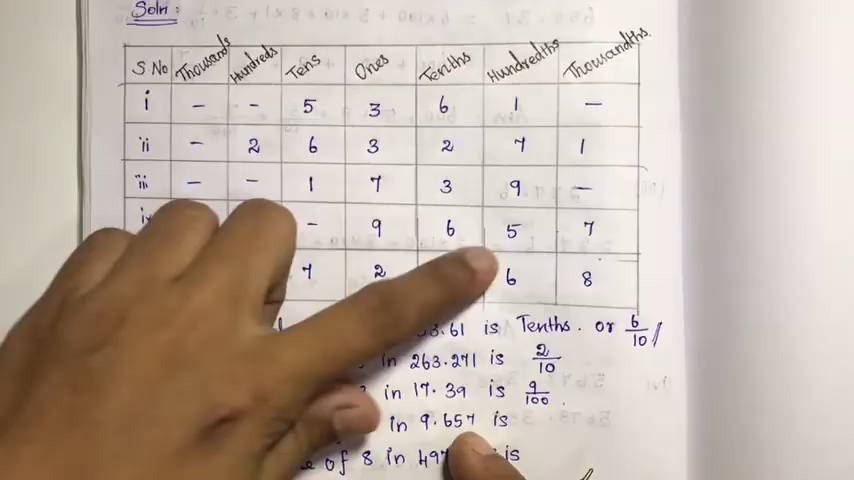 Soln:
S No Thousands Hundreds Tens Ones Tenths Hundredths Thousandths
i - - 5 3 6 1 -
ii - 2 6 3 2 7 1
iii - - 1 7 3 9 -
- 9 6 5 7
7 2 6 8
3.61 is Tenths. or 6/10
in 263.271 is 2/10
in 17.39 is 9/100.
in 9.657 is
of 8 in 497 is